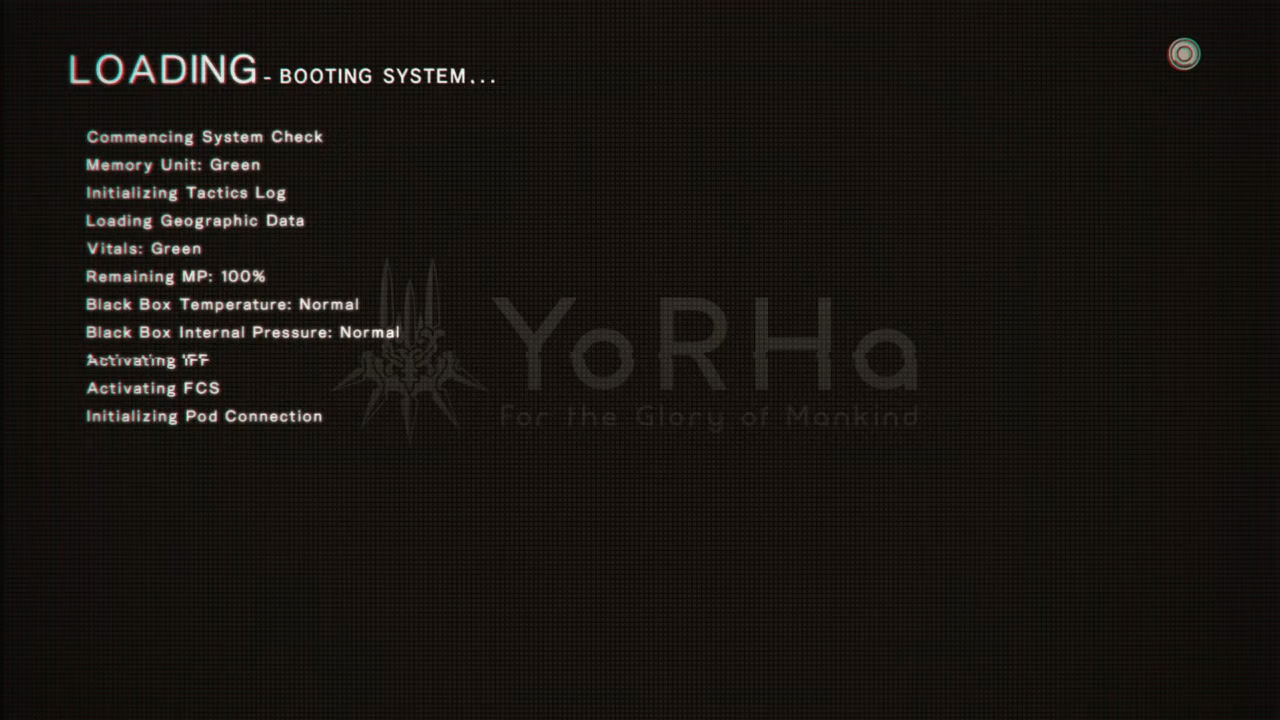 LOADING - BOOTING SYSTEM...
Commencing System Check
Memory Unit: Green
Initializing Tactics Log
Loading Geographic Data
Vitals: Green
Remaining MP: 100%
Black Box Temperature: Normal
Black Box Internal Pressure: Normal
Activating IFF
Activating FCS
Initializing Pod Connection
YoRHa
For the Glory of Mankind